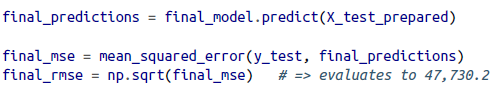 final_predictions = final_model.predict(X_test_prepared)
final_mse = mean_squared_error(y_test, final_predictions)
final_rmse = np.sqrt(final_mse)   # => evaluates to 47,730.2